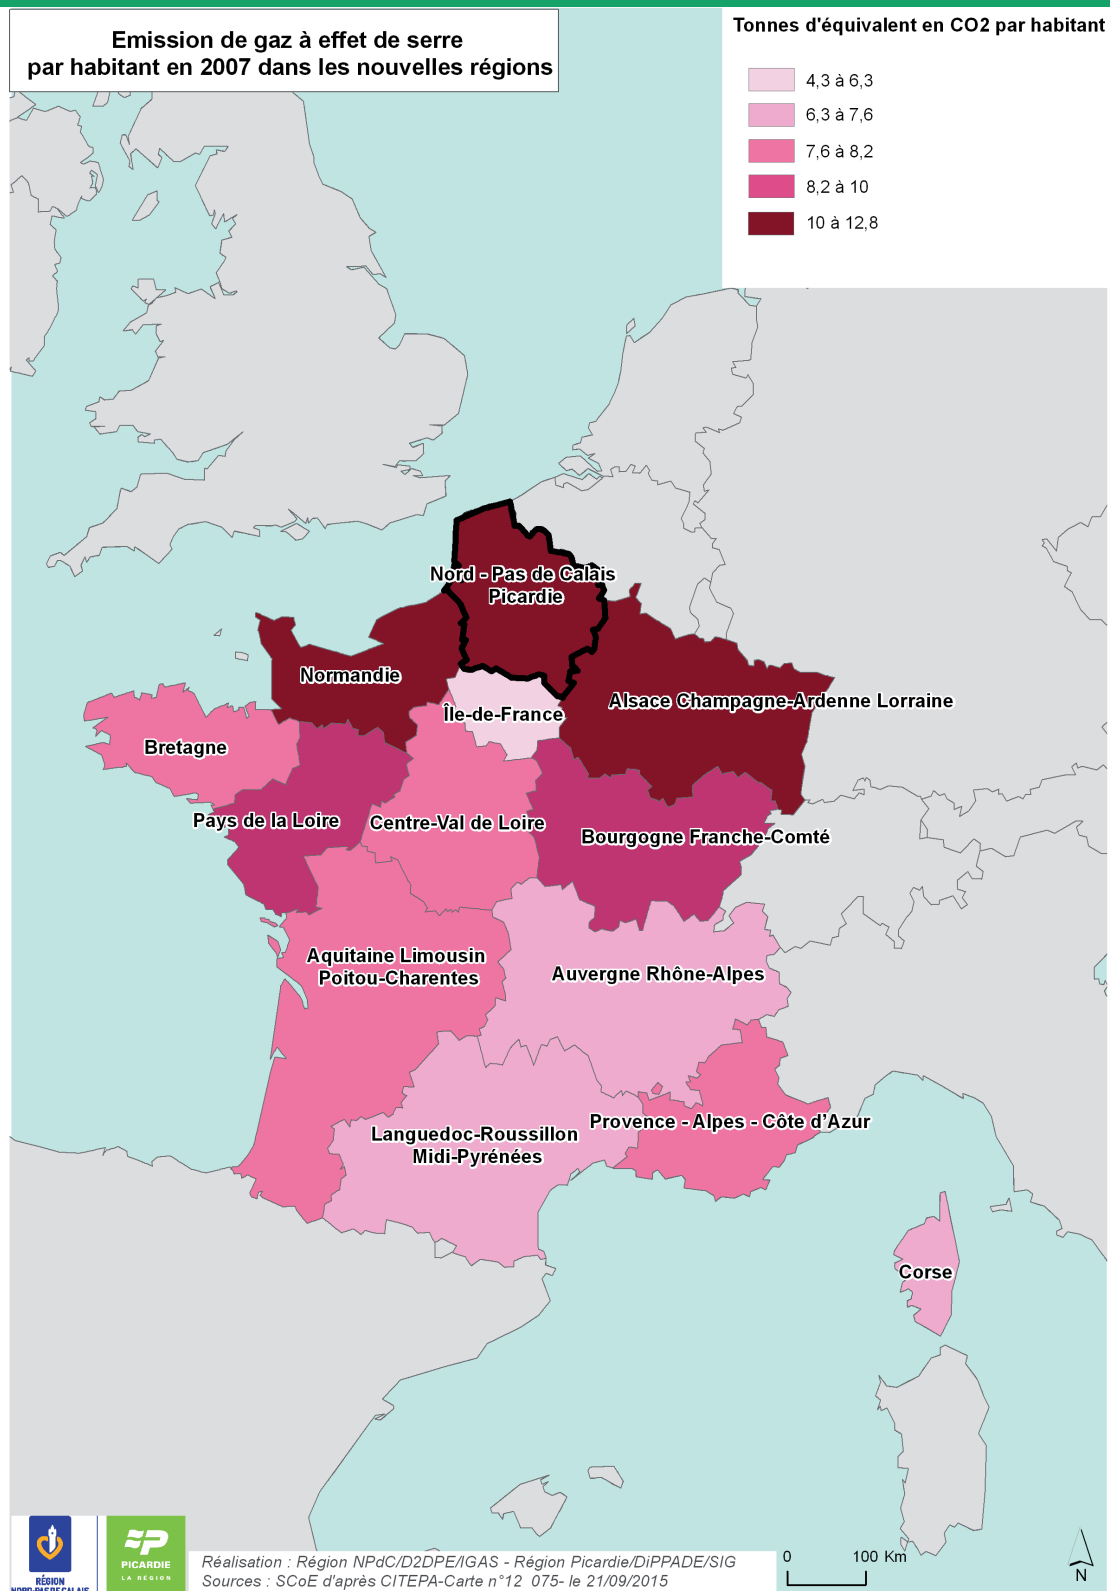 Emission de gaz à effet de serre
par habitant en 2007 dans les nouvelles régions
Tonnes d'équivalent en CO2 par habitant
4,3 à 6,3
6,3 à 7,6
7,6 à 8,2
8,2 à 10
10 à 12,8
Nord - Pas de Calais
Picardie
Normandie
Île-de-France
Alsace Champagne-Ardenne Lorraine
Bretagne
Pays de la Loire
Centre-Val de Loire
Bourgogne Franche-Comté
Aquitaine Limousin
Poitou-Charentes
Auvergne Rhône-Alpes
Languedoc-Roussillon
Midi-Pyrénées
Provence - Alpes - Côte d’Azur
Corse
RÉGION
NORD-PAS DE CALAIS
PICARDIE
LA RÉGION
Réalisation : Région NPdC/D2DPE/IGAS - Région Picardie/DiPPADE/SIG
Sources : SCoE d'après CITEPA-Carte n°12 075- le 21/09/2015
0 100 Km
N